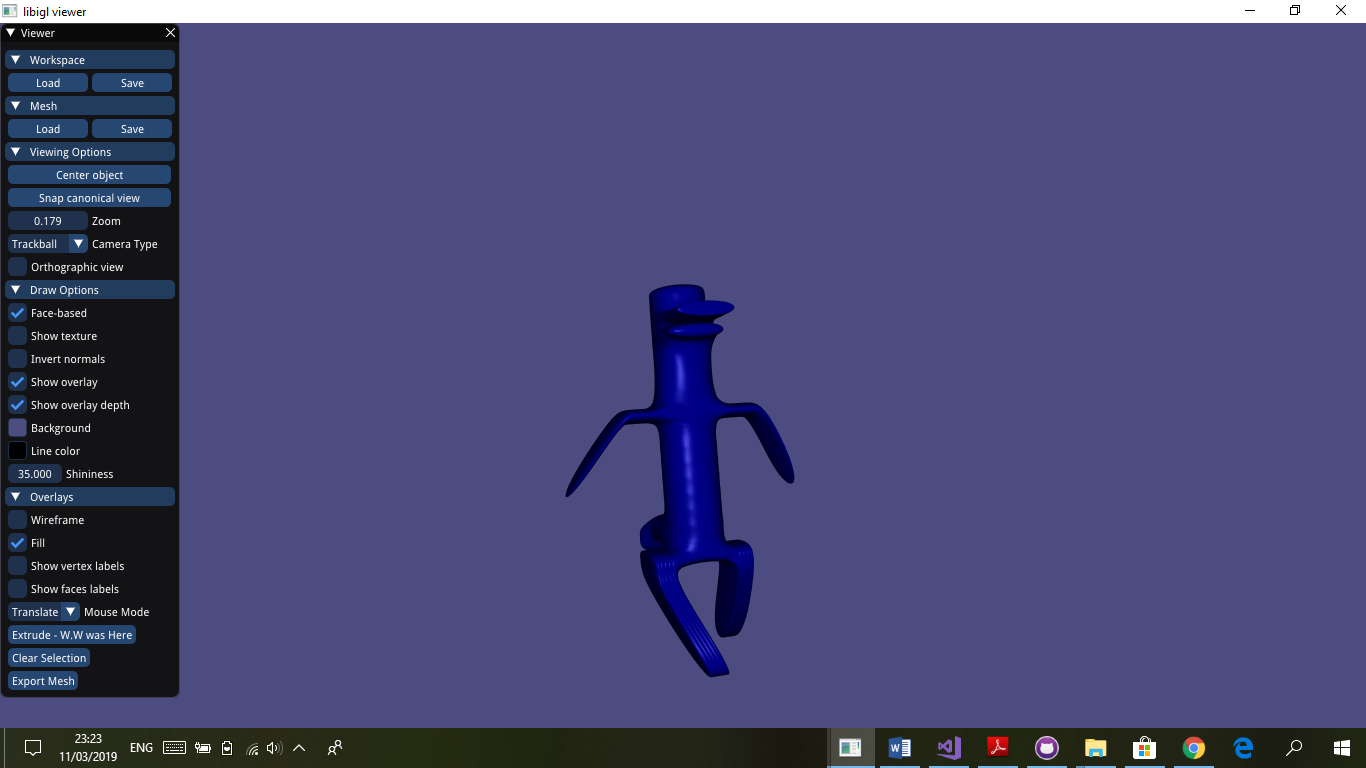 libigl viewer
Viewer
Workspace
Load Save
Mesh
Load Save
Viewing Options
Center object
Snap canonical view
0.179 Zoom
Trackball Camera Type
Orthographic view
Draw Options
Face-based
Show texture
Invert normals
Show overlay
Show overlay depth
Background
Line color
35.000 Shininess
Overlays
Wireframe
Fill
Show vertex labels
Show faces labels
Translate Mouse Mode
Extrude - W.W was Here
Clear Selection
Export Mesh
23:23
11/03/2019
ENG